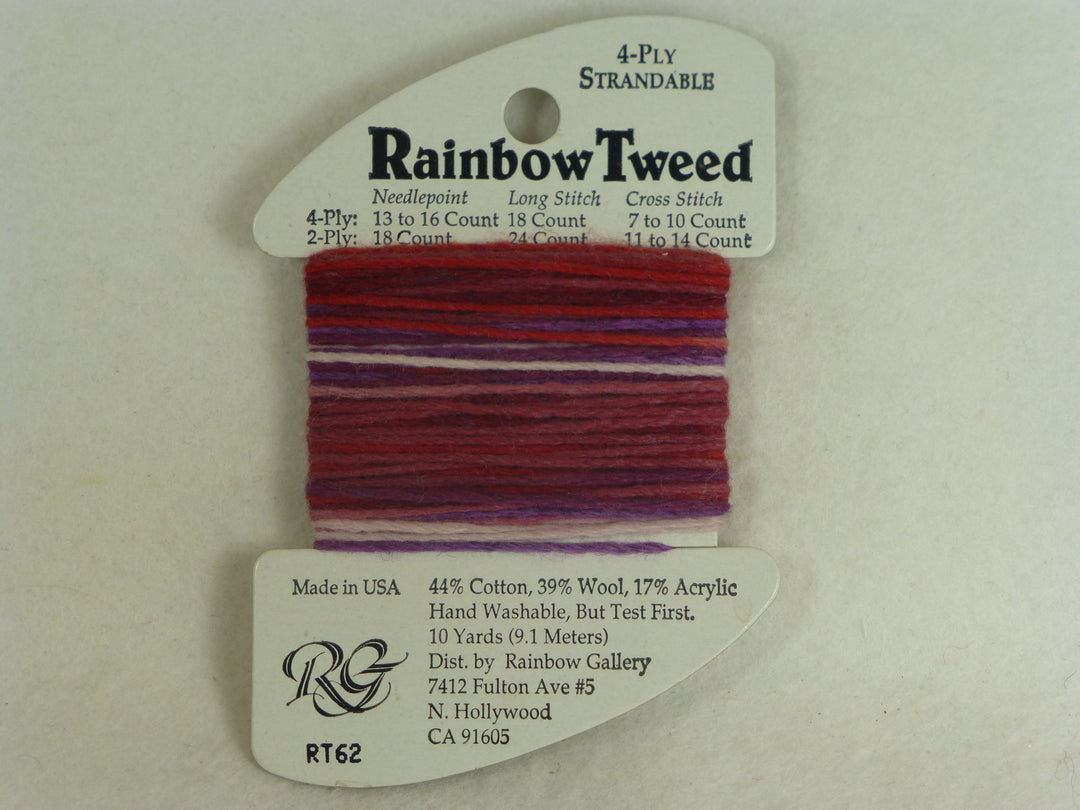 4-Ply
Strandable
Rainbow Tweed
Needlepoint Long Stitch Cross Stitch
4-Ply: 13 to 16 Count 18 Count 7 to 10 Count
2-Ply: 18 Count 24 Count 11 to 14 Count
Made in USA
44% Cotton, 39% Wool, 17% Acrylic
Hand Washable, But Test First.
10 Yards (9.1 Meters)
Dist. by Rainbow Gallery
7412 Fulton Ave #5
N. Hollywood
CA 91605
RG
RT62